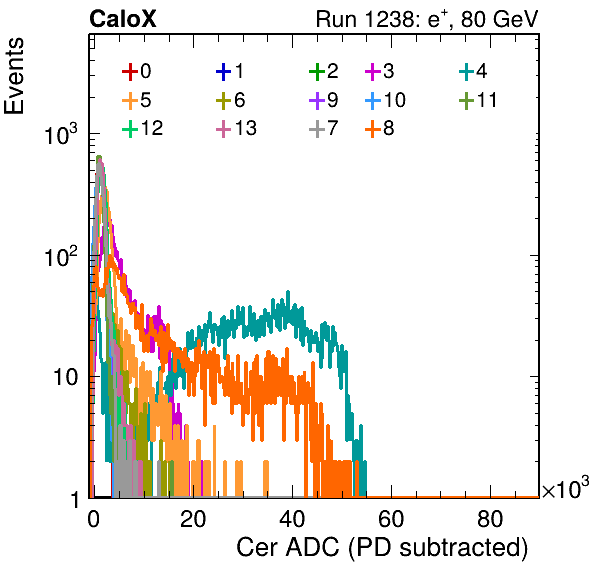 CaloX Run 1238: e⁺, 80 GeV
Events
0 1 2 3 4
5 6 9 10 11
12 13 7 8
10³
10²
10
1
0 20 40 60 80 ×10³
Cer ADC (PD subtracted)